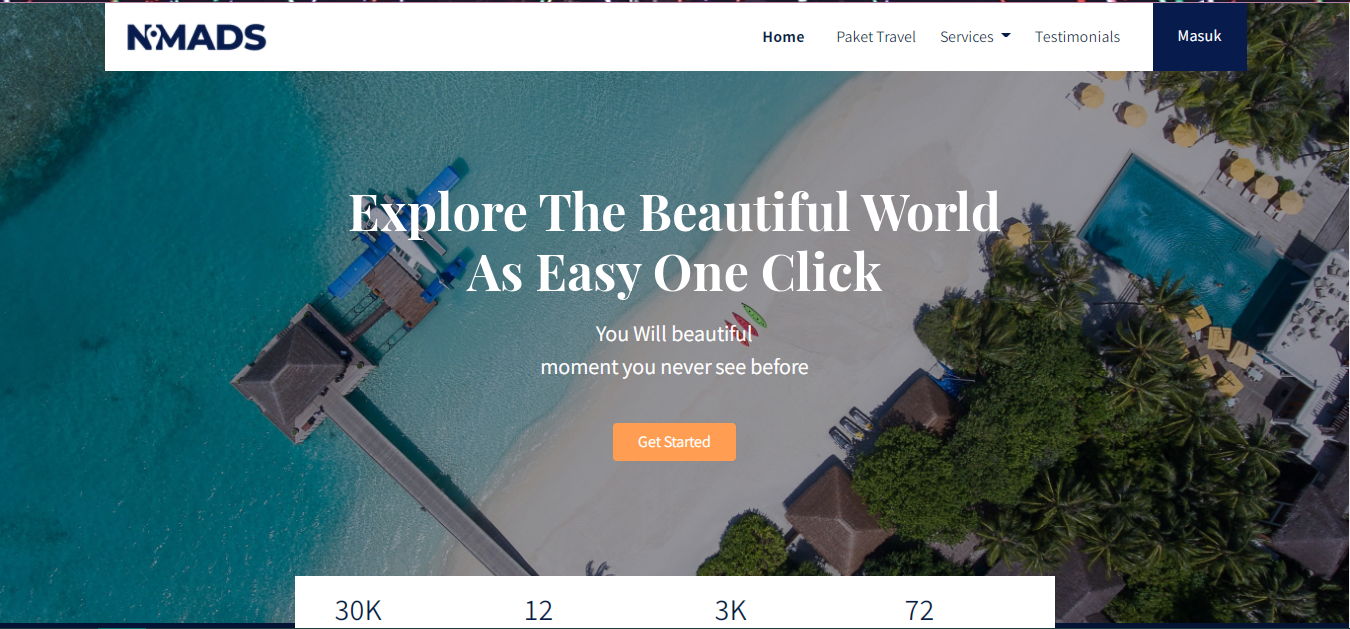 NOMADS
Home Paket Travel Services Testimonials Masuk
Explore The Beautiful World
As Easy One Click
You Will beautiful
moment you never see before
Get Started
30K 12 3K 72